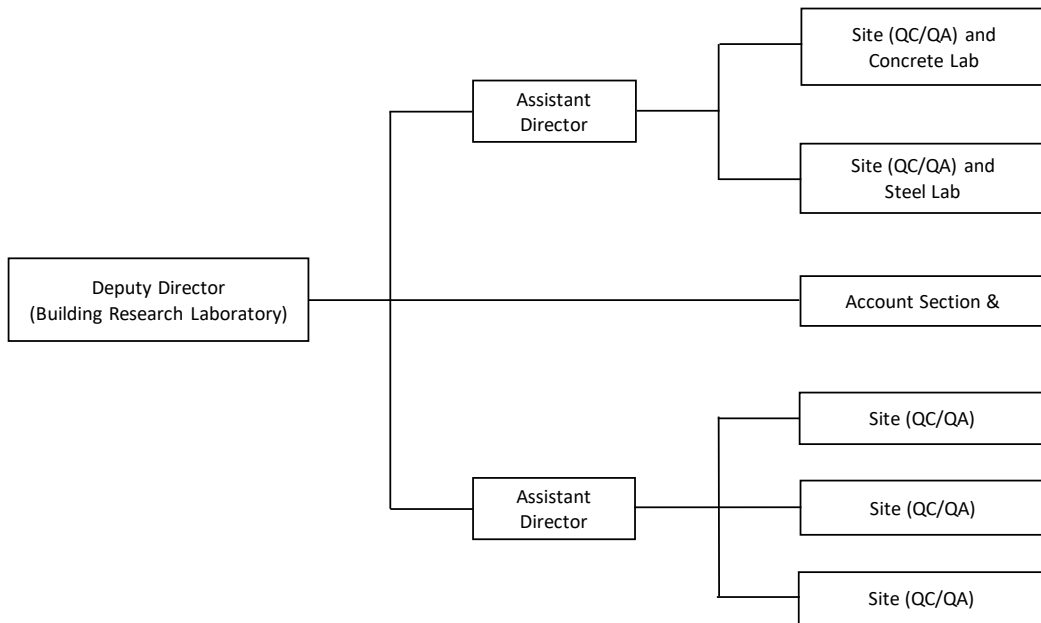 Site (QC/QA) and
Concrete Lab
Assistant
Director
Site (QC/QA) and
Steel Lab
Deputy Director
(Building Research Laboratory)
Account Section &
Site (QC/QA)
Assistant
Director
Site (QC/QA)
Site (QC/QA)